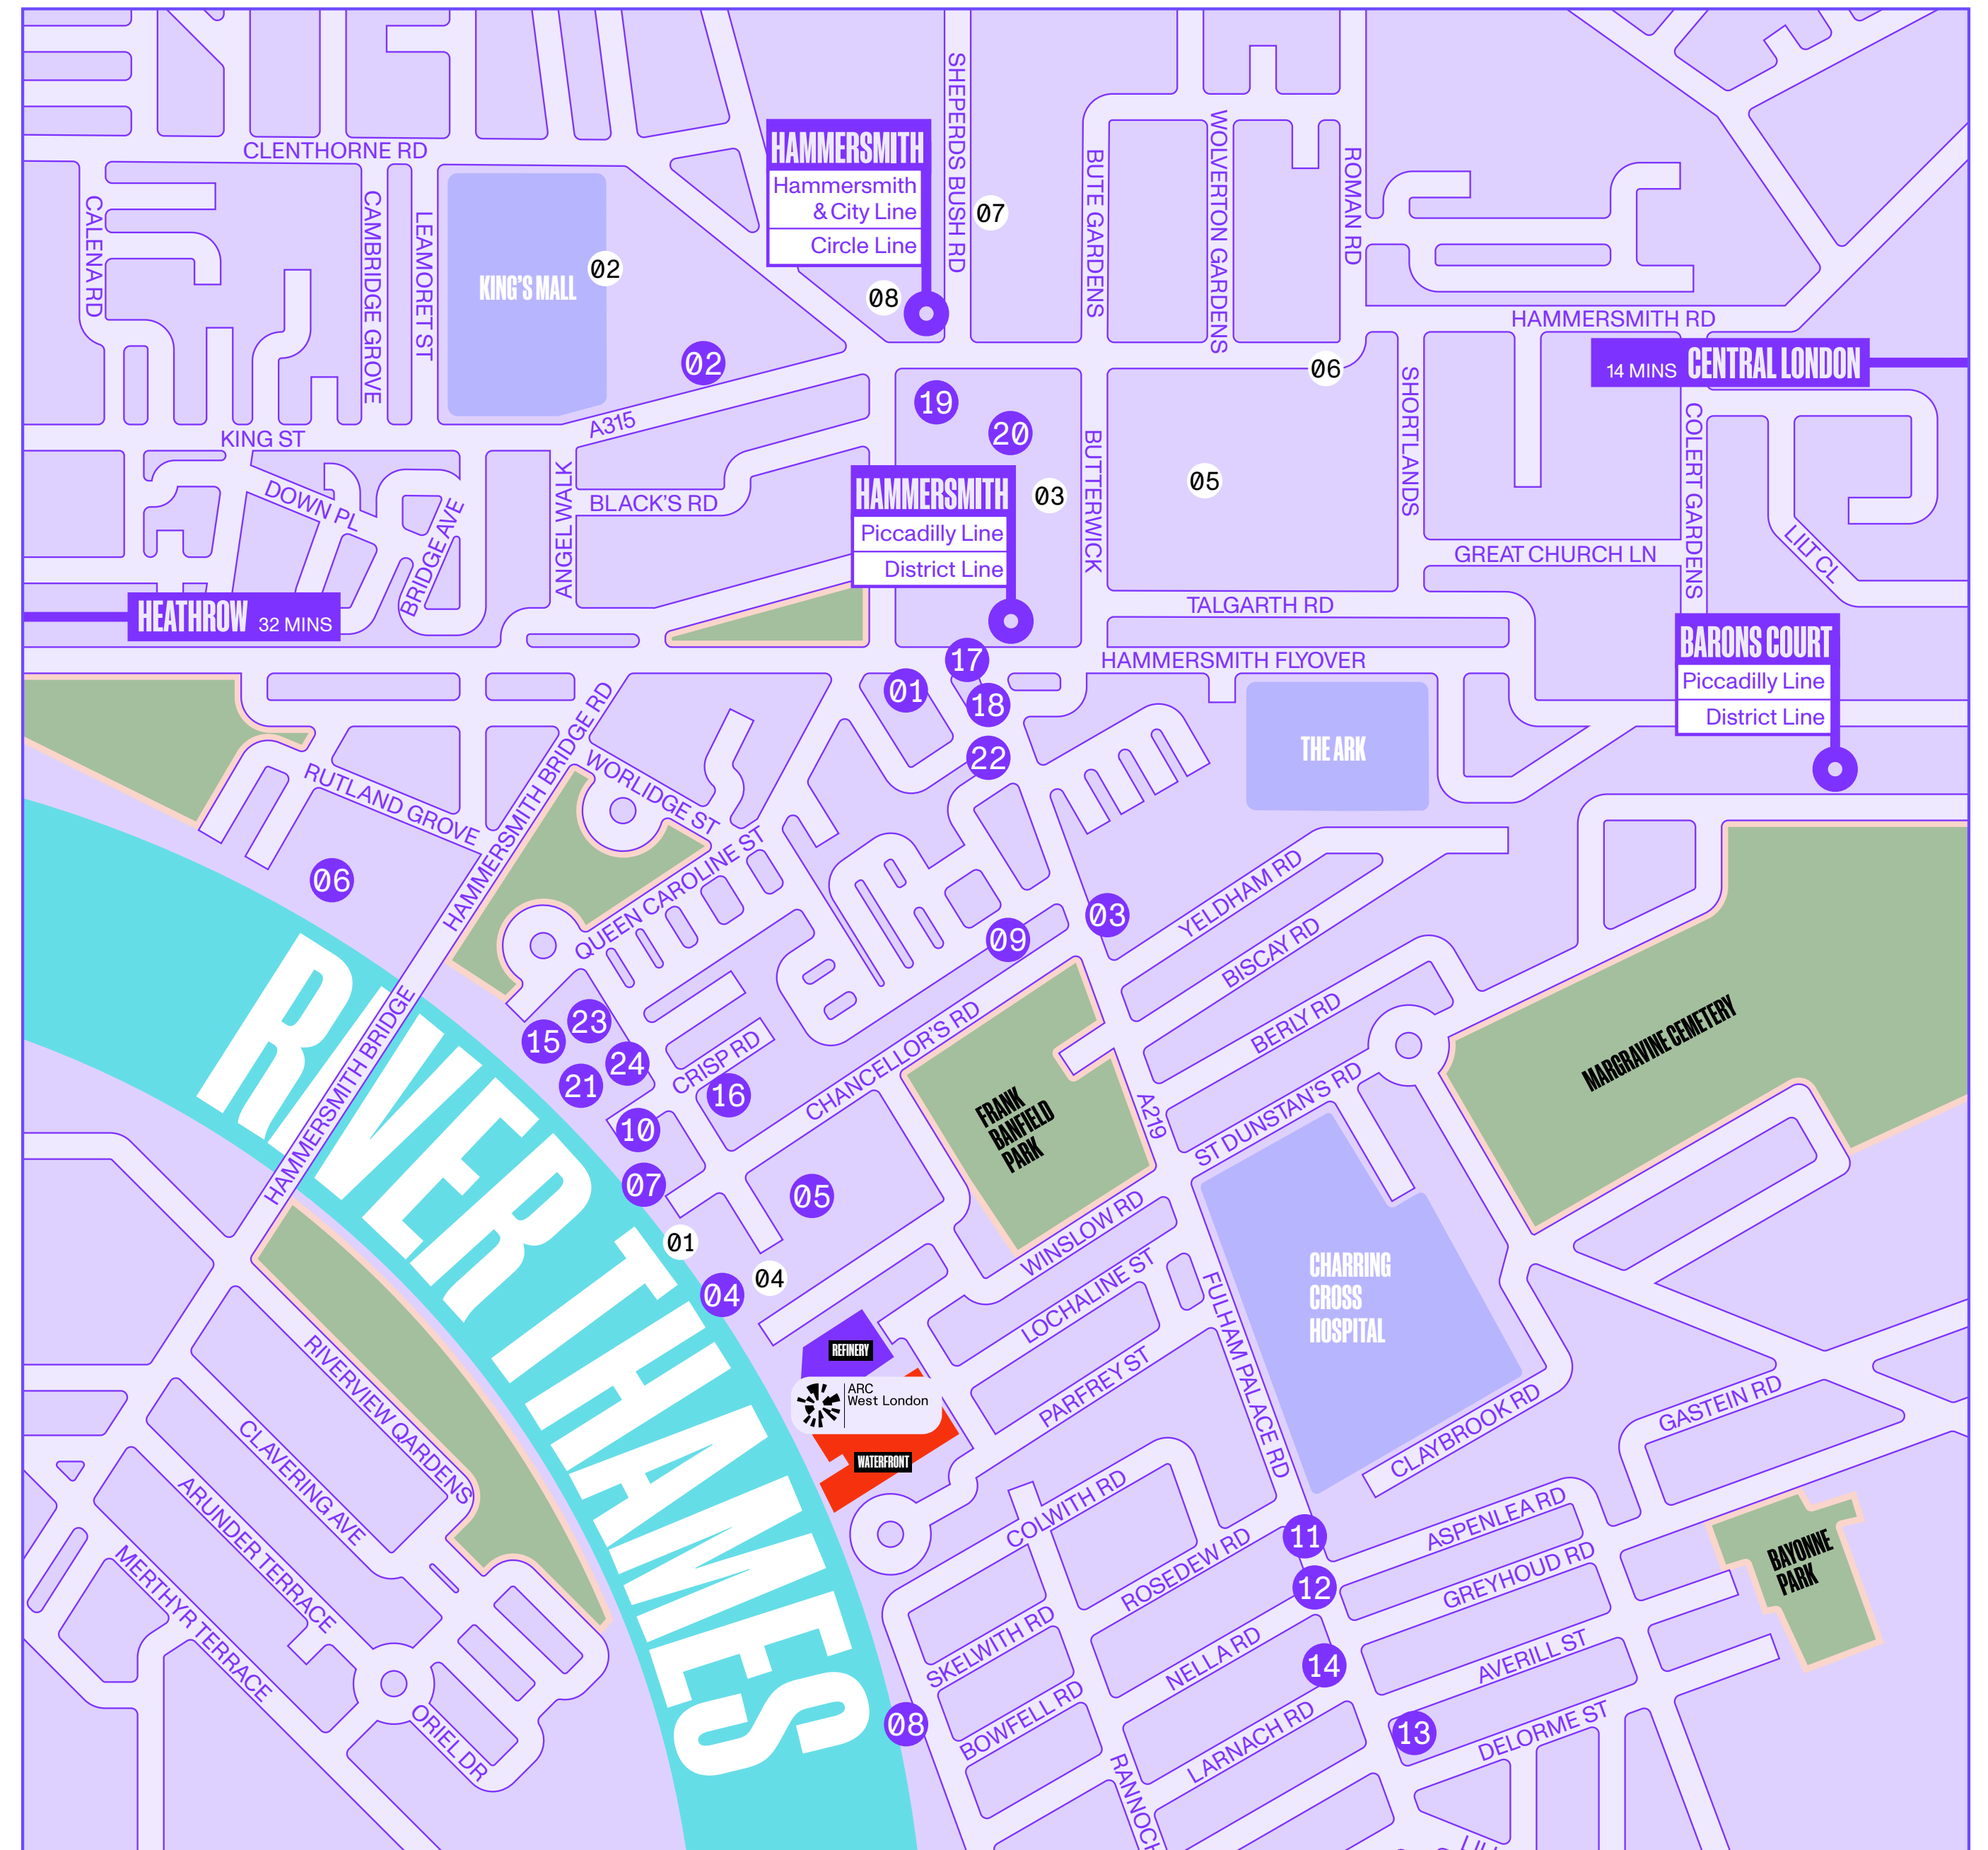 CLENTHORNE RD
CALENA RD
CAMBRIDGE GROVE
LEAMORE ST
KING'S MALL
02
HAMMERSMITH
Hammersmith
& City Line
Circle Line
08
SHEPERDS BUSH RD
07
BUTE GARDENS
WOLVERTON GARDENS
ROMAN RD
HAMMERSMITH RD
06
14 MINS CENTRAL LONDON
02
A315
KING ST
DOWN PL
BRIDGE AVE
ANGEL WALK
BLACK'S RD
19
20
HAMMERSMITH
Piccadilly Line
District Line
03
BUTTERWICK
05
SHORTLANDS
GREAT CHURCH LN
COLERT GARDENS
LILT CL
HEATHROW 32 MINS
TALGARTH RD
HAMMERSMITH FLYOVER
BARONS COURT
Piccadilly Line
District Line
17
01
18
22
THE ARK
RUTLAND GROVE
HAMMERSMITH BRIDGE RD
WORLIDGE ST
QUEEN CAROLINE ST
06
09
03
YELDHAM RD
BISCAY RD
BERLY RD
ST DUNSTAN'S RD
MARGRAVINE CEMETERY
RIVER THAMES
HAMMERSMITH BRIDGE
15
23
24
21
CRISP RD
16
10
CHANCELLOR'S RD
07
05
FRANK
BANFIELD
PARK
A219
01
04
04
WINSLOW RD
LOCHALINE ST
PARFREY ST
FULHAM PALACE RD
CHARRING
CROSS
HOSPITAL
CLAYBROOK RD
GASTEIN RD
REFINERY
ARC
West London
WATERFRONT
RIVERVIEW QARDENS
CLAVERING AVE
ARUNDER TERRACE
MERTHYR TERRACE
ORIEL DR
COLWITH RD
ROSEDEW RD
11
12
ASPENLEA RD
GREYHOUD RD
BAYONNE
PARK
SKELWITH RD
NELLA RD
14
AVERILL ST
08
BOWFELL RD
LARNACH RD
13
DELORME ST
RANNOCH